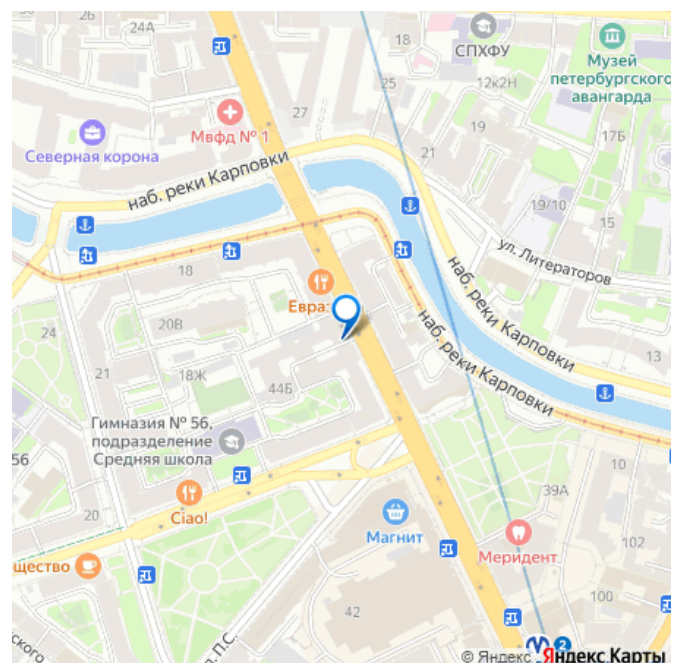 24А
18
СПХФУ
Музей
петербургского
авангарда
25
12к2Н
27
Мвфд № 1
19
17Б
Северная корона
21
наб. реки Карповки
19/10
15
ул. Литераторов
18
наб. реки Карповки
Евра
20В
24
наб. реки Карповки
13
21
18Ж
44Б
Гимназия № 56,
подразделение
Средняя школа
56
10
39А
20
Ciao!
Магнит
102
Меридент
общество
42
100
2
л. П.С.
ского
© Яндекс Яндекс Карты